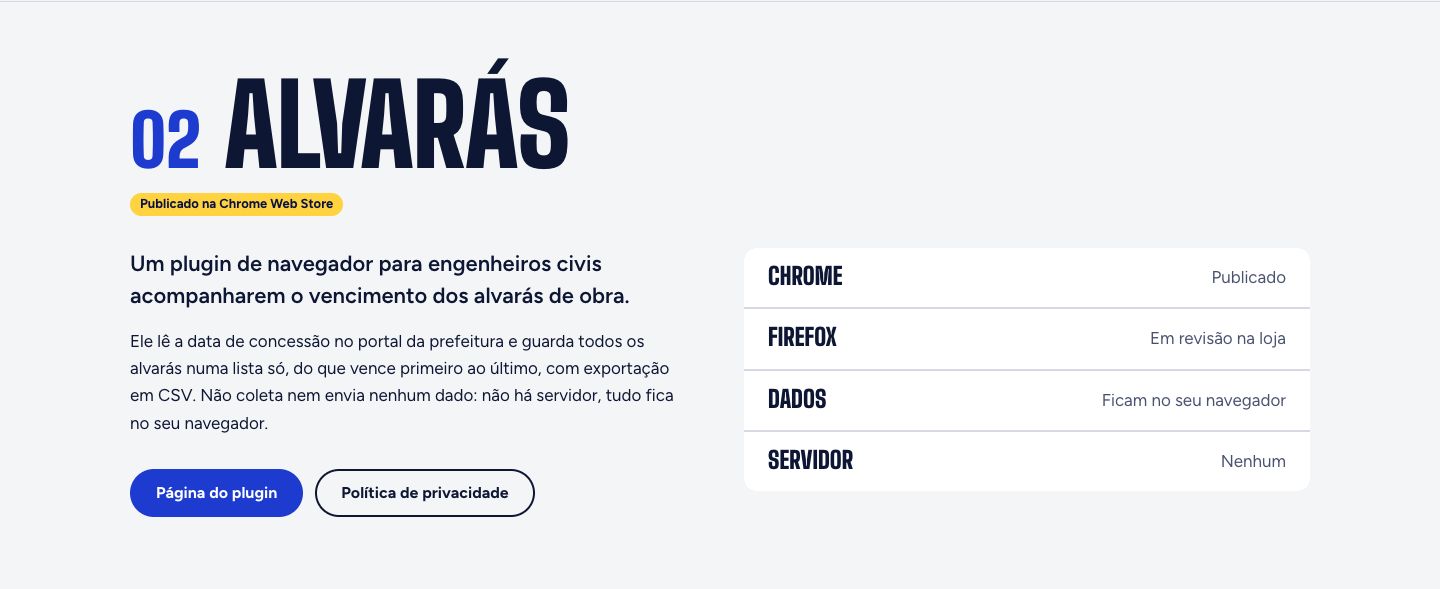 02 ALVARÁS
Publicado na Chrome Web Store
Um plugin de navegador para engenheiros civis
acompanharem o vencimento dos alvarás de obra.
Ele lê a data de concessão no portal da prefeitura e guarda todos os
alvarás numa lista só, do que vence primeiro ao último, com exportação
em CSV. Não coleta nem envia nenhum dado: não há servidor, tudo fica
no seu navegador.
Página do plugin
Política de privacidade
CHROME Publicado
FIREFOX Em revisão na loja
DADOS Ficam no seu navegador
SERVIDOR Nenhum